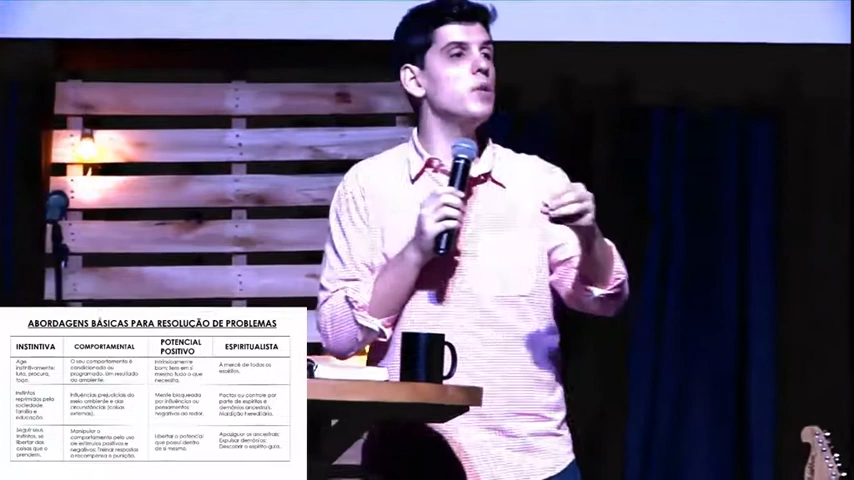 ABORDAGENS BÁSICAS PARA RESOLUÇÃO DE PROBLEMAS
INSTINTIVA
COMPORTAMENTAL
POTENCIAL
POSITIVO
ESPIRITUALISTA
Age
instintivamente:
luta, procura,
foge.
O seu comportamento é
condicionado ou
programado. Um resultado
do ambiente.
Intrinsicamente
bom; tem em si
mesmo tudo o que
necessita.
A mercê de todos os
espíritos.
Instintos
reprimidos pela
sociedade,
família e
educação.
Influências prejudiciais do
meio ambiente e das
circunstâncias (coisas
externas).
Mente bloqueada
por influências ou
pensamentos
negativos ao redor.
Pactos ou controle por
parte de espíritos e
demônios ancestrais.
Maldição hereditária.
Seguir seus
instintos, se
libertar das
coisas que o
prendem.
Manipular o
comportamento pelo uso
de estímulos positivos e
maus. Treinar respostas
a recompensa e punição.
Libertar o potencial
que possui dentro
de si mesmo.
Apaziguar os ancestrais.
Expulsar demônios.
Descobrir o espírito-guia.